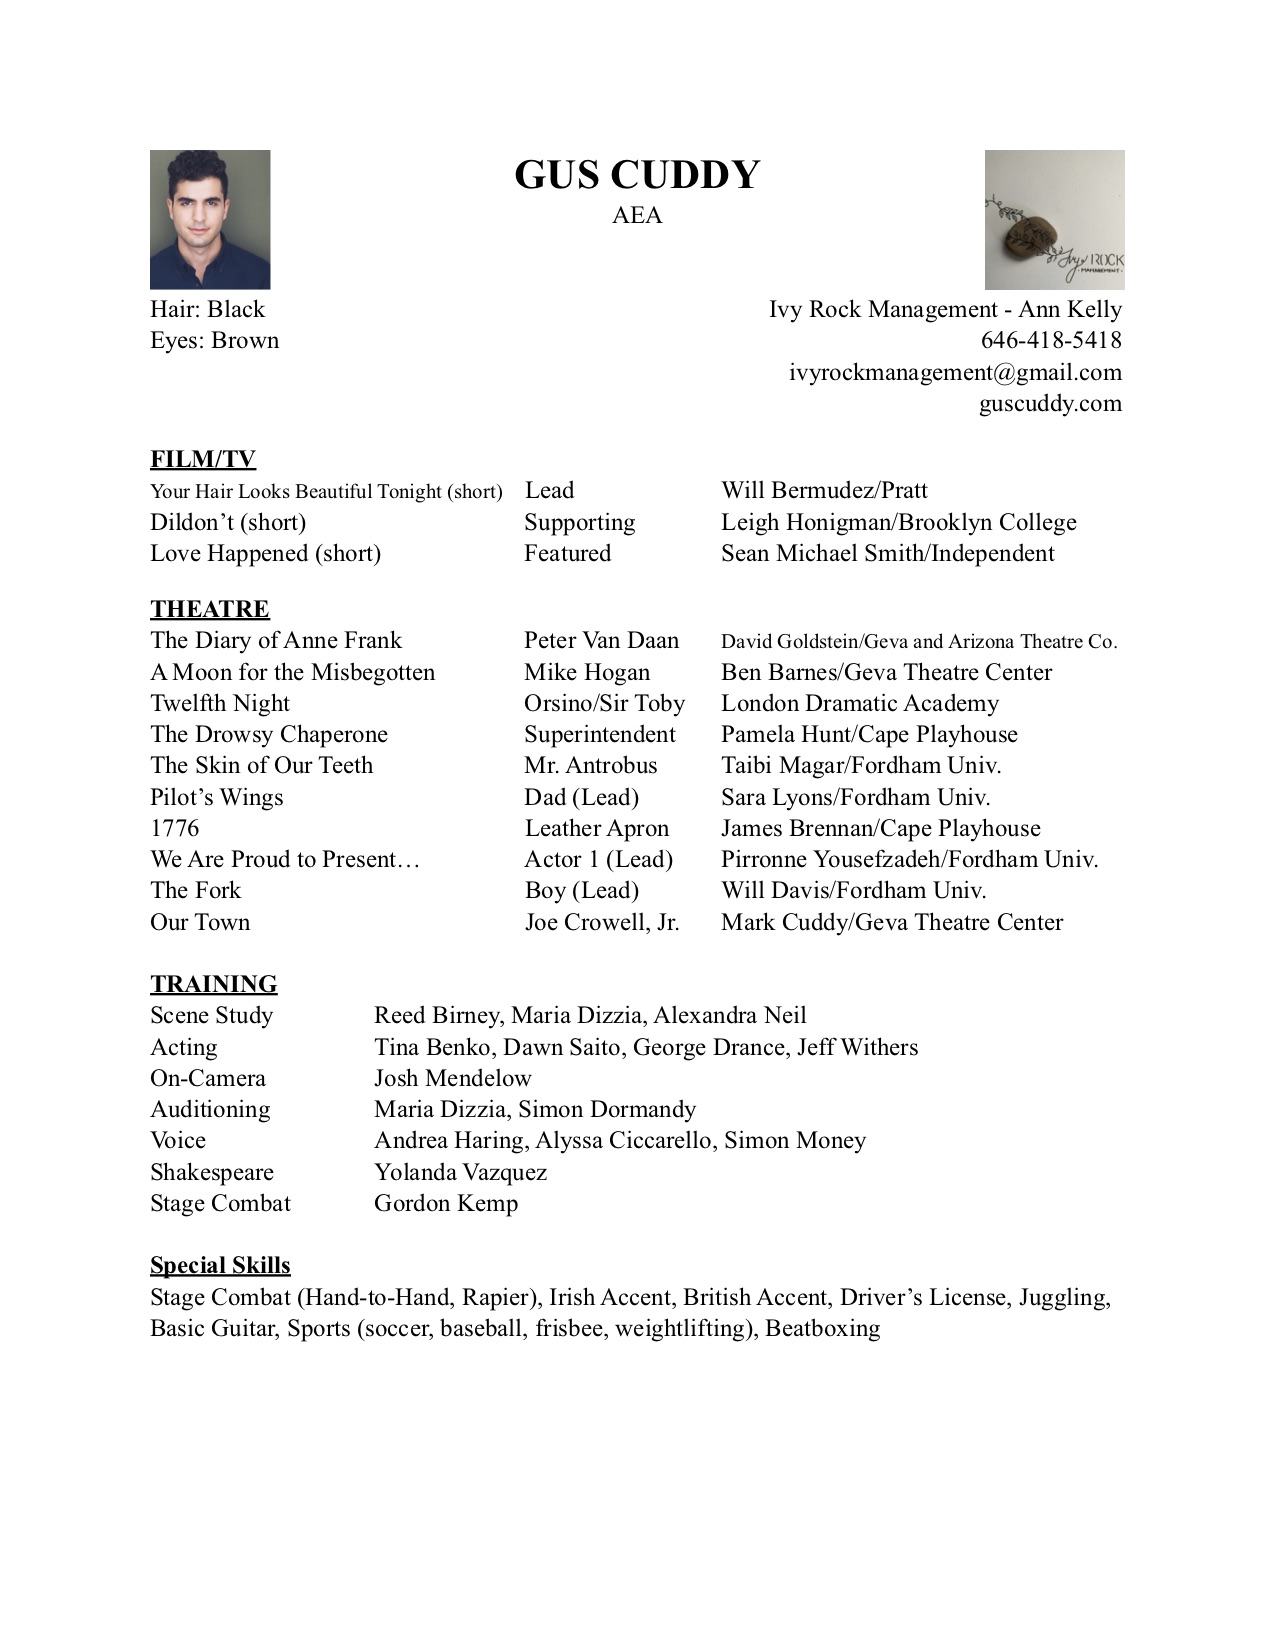 GUS CUDDY
AEA
Ivy ROCK
·MANAGEMENT·
Hair: Black
Ivy Rock Management - Ann Kelly
Eyes: Brown
646-418-5418
ivyrockmanagement@gmail.com
guscuddy.com
FILM/TV
Your Hair Looks Beautiful Tonight (short) Lead Will Bermudez/Pratt
Dildon’t (short) Supporting Leigh Honigman/Brooklyn College
Love Happened (short) Featured Sean Michael Smith/Independent
THEATRE
The Diary of Anne Frank Peter Van Daan David Goldstein/Geva and Arizona Theatre Co.
A Moon for the Misbegotten Mike Hogan Ben Barnes/Geva Theatre Center
Twelfth Night Orsino/Sir Toby London Dramatic Academy
The Drowsy Chaperone Superintendent Pamela Hunt/Cape Playhouse
The Skin of Our Teeth Mr. Antrobus Taibi Magar/Fordham Univ.
Pilot’s Wings Dad (Lead) Sara Lyons/Fordham Univ.
1776 Leather Apron James Brennan/Cape Playhouse
We Are Proud to Present… Actor 1 (Lead) Pirronne Yousefzadeh/Fordham Univ.
The Fork Boy (Lead) Will Davis/Fordham Univ.
Our Town Joe Crowell, Jr. Mark Cuddy/Geva Theatre Center
TRAINING
Scene Study Reed Birney, Maria Dizzia, Alexandra Neil
Acting Tina Benko, Dawn Saito, George Drance, Jeff Withers
On-Camera Josh Mendelow
Auditioning Maria Dizzia, Simon Dormandy
Voice Andrea Haring, Alyssa Ciccarello, Simon Money
Shakespeare Yolanda Vazquez
Stage Combat Gordon Kemp
Special Skills
Stage Combat (Hand-to-Hand, Rapier), Irish Accent, British Accent, Driver’s License, Juggling,
Basic Guitar, Sports (soccer, baseball, frisbee, weightlifting), Beatboxing